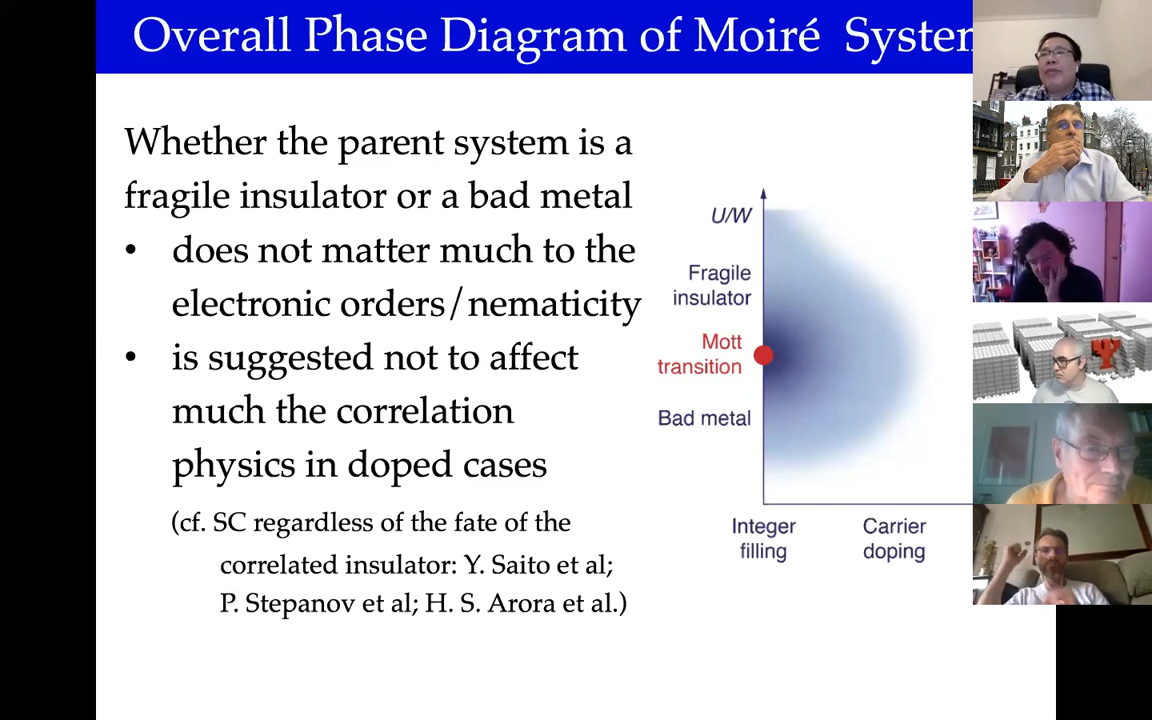 Overall Phase Diagram of Moiré System
Whether the parent system is a
fragile insulator or a bad metal
• does not matter much to the
electronic orders/nematicity
• is suggested not to affect
much the correlation
physics in doped cases
(cf. SC regardless of the fate of the
correlated insulator: Y. Saito et al;
P. Stepanov et al; H. S. Arora et al.)
U/W
Fragile
insulator
Mott
transition
Bad metal
Integer
filling
Carrier
doping